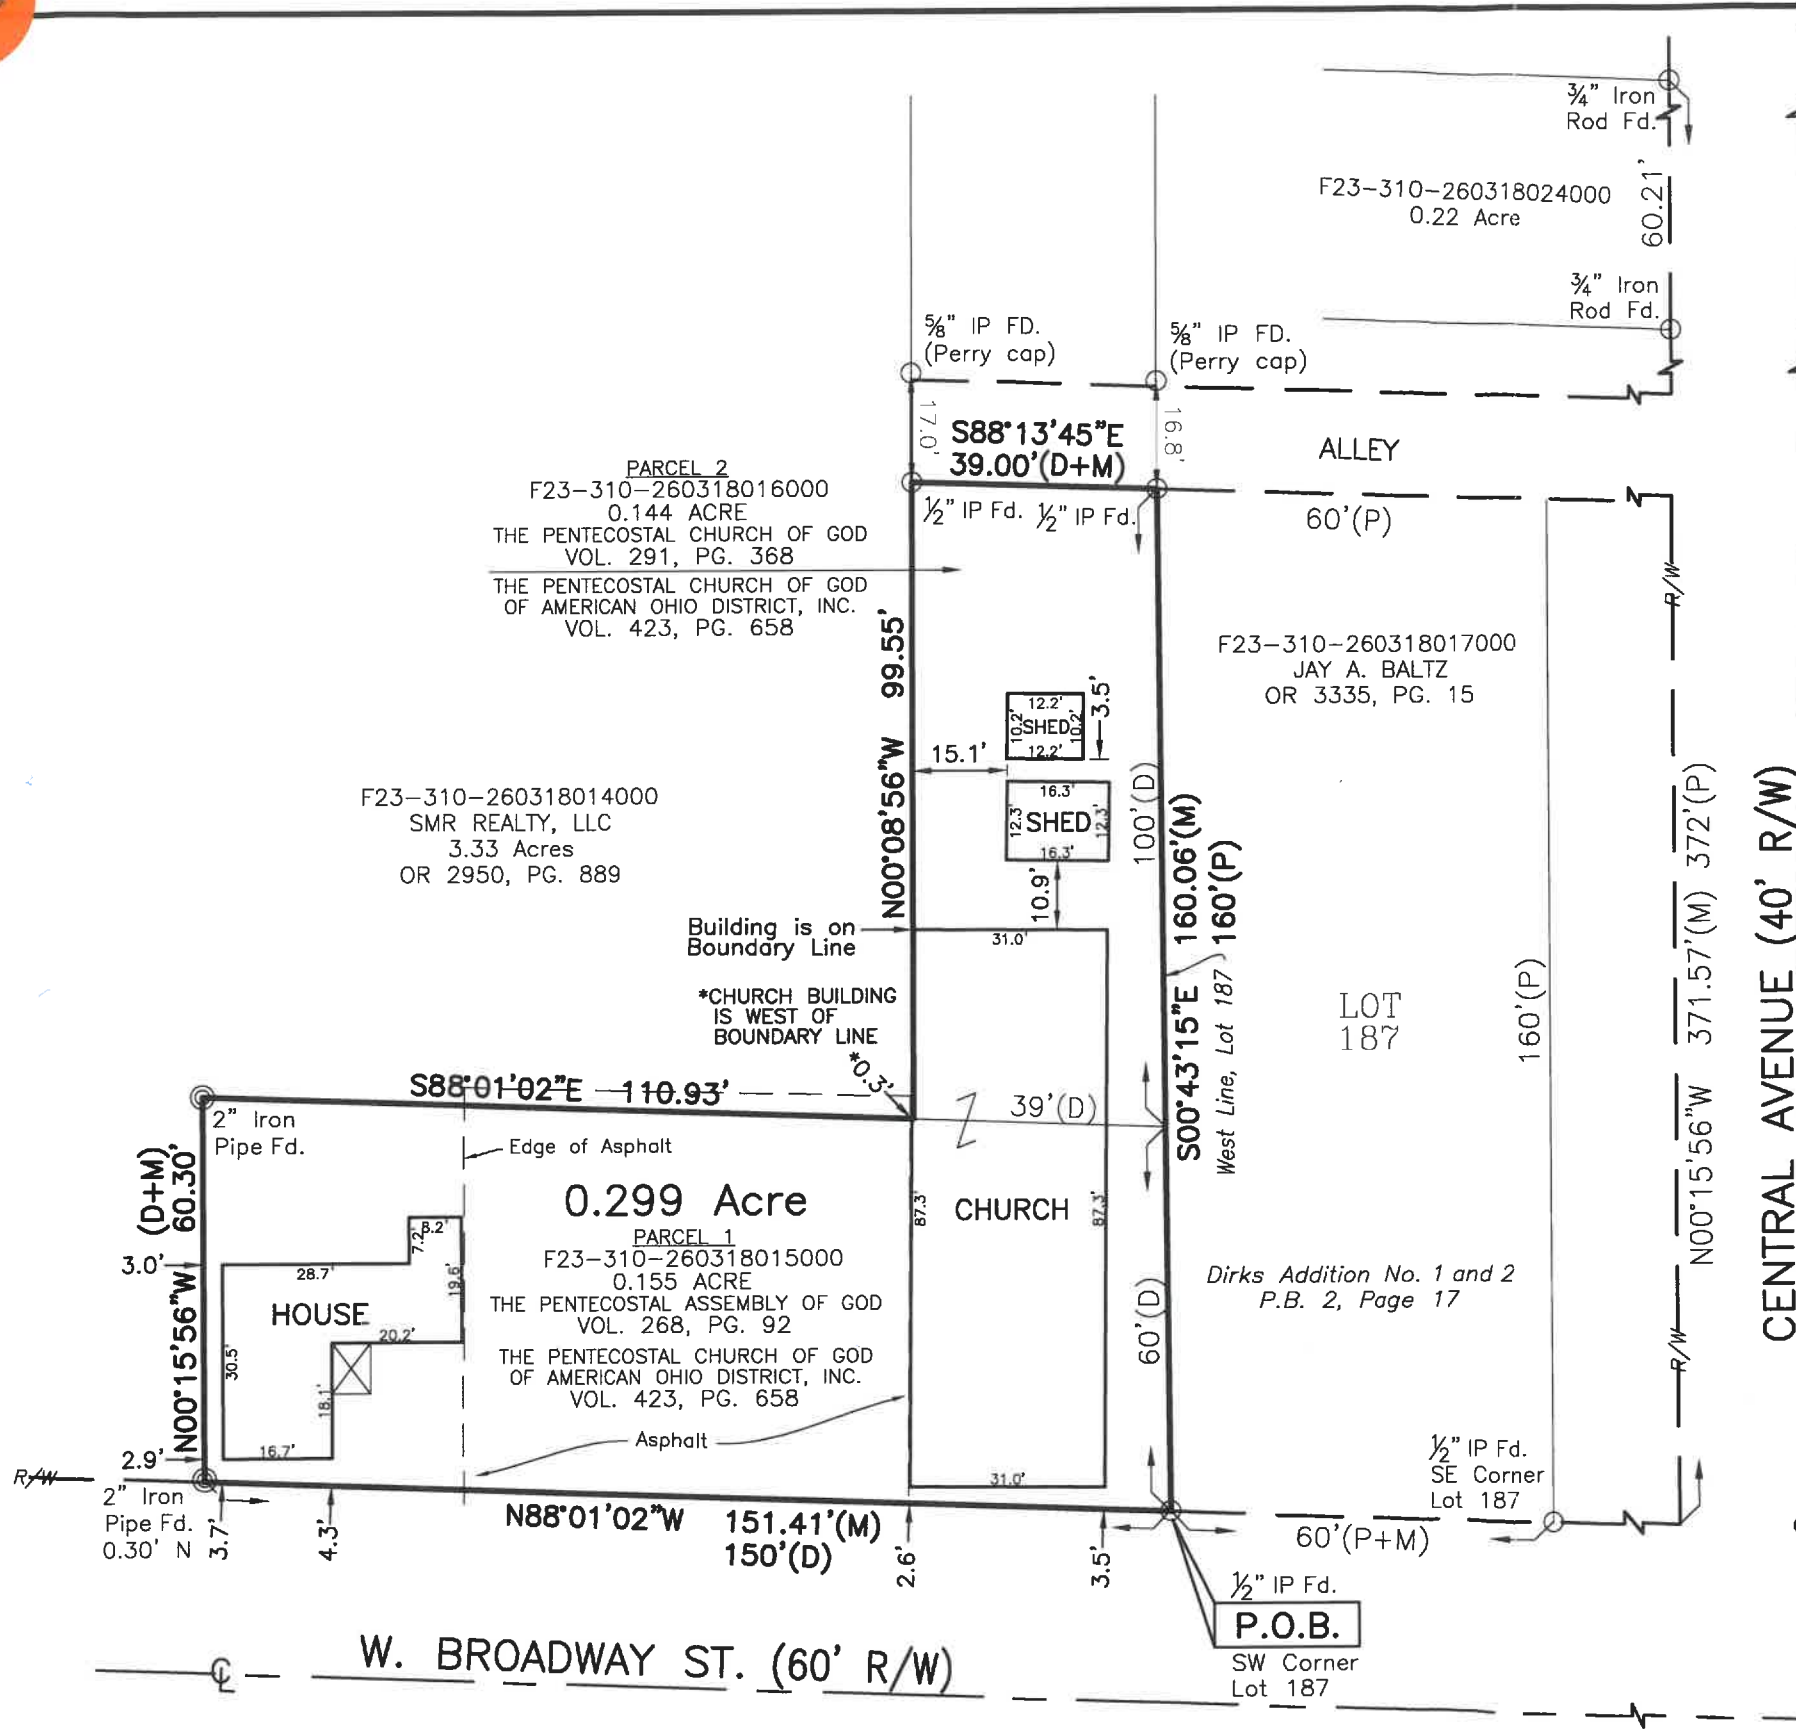 3/4" Iron
Rod Fd.
F23-310-260318024000
0.22 Acre
60.21'
3/4" Iron
Rod Fd.
5/8" IP FD.
(Perry cap)
5/8" IP FD.
(Perry cap)
17.0'
S88°13'45"E
39.00'(D+M)
16.8'
ALLEY
1/2" IP Fd.
1/2" IP Fd.
60'(P)
PARCEL 2
F23-310-260318016000
0.144 ACRE
THE PENTECOSTAL CHURCH OF GOD
VOL. 291, PG. 368
THE PENTECOSTAL CHURCH OF GOD
OF AMERICAN OHIO DISTRICT, INC.
VOL. 423, PG. 658
R/W
N00°08'56"W 99.55'
F23-310-260318017000
JAY A. BALTZ
OR 3335, PG. 15
12.2'
10.2'
SHED
10.2'
12.2'
3.5'
15.1'
16.3'
12.3'
SHED
12.3'
16.3'
10.9'
100'(D)
F23-310-260318014000
SMR REALTY, LLC
3.33 Acres
OR 2950, PG. 889
S00°43'15"E 160.06'(M)
160'(P)
West Line, Lot 187
Building is on
Boundary Line
31.0'
*CHURCH BUILDING
IS WEST OF
BOUNDARY LINE
*0.3'
LOT
187
160'(P)
N00°15'56"W 371.57'(M) 372'(P)
CENTRAL AVENUE (40' R/W)
S88°01'02"E 110.93'
39'(D)
2" Iron
Pipe Fd.
Edge of Asphalt
(D+M)
60.30'
N00°15'56"W
0.299 Acre
PARCEL 1
F23-310-260318015000
0.155 ACRE
THE PENTECOSTAL ASSEMBLY OF GOD
VOL. 268, PG. 92
THE PENTECOSTAL CHURCH OF GOD
OF AMERICAN OHIO DISTRICT, INC.
VOL. 423, PG. 658
87.3'
CHURCH
87.3'
3.0'
7.2'
8.2'
28.7'
19.6'
HOUSE
20.2'
30.5'
18.1'
16.7'
2.9'
Asphalt
31.0'
60'(D)
Dirks Addition No. 1 and 2
P.B. 2, Page 17
R/W
1/2" IP Fd.
SE Corner
Lot 187
R/W
2" Iron
Pipe Fd.
0.30' N
3.7'
4.3'
N88°01'02"W 151.41'(M)
150'(D)
2.6'
3.5'
60'(P+M)
1/2" IP Fd.
P.O.B.
SW Corner
Lot 187
W. BROADWAY ST. (60' R/W)